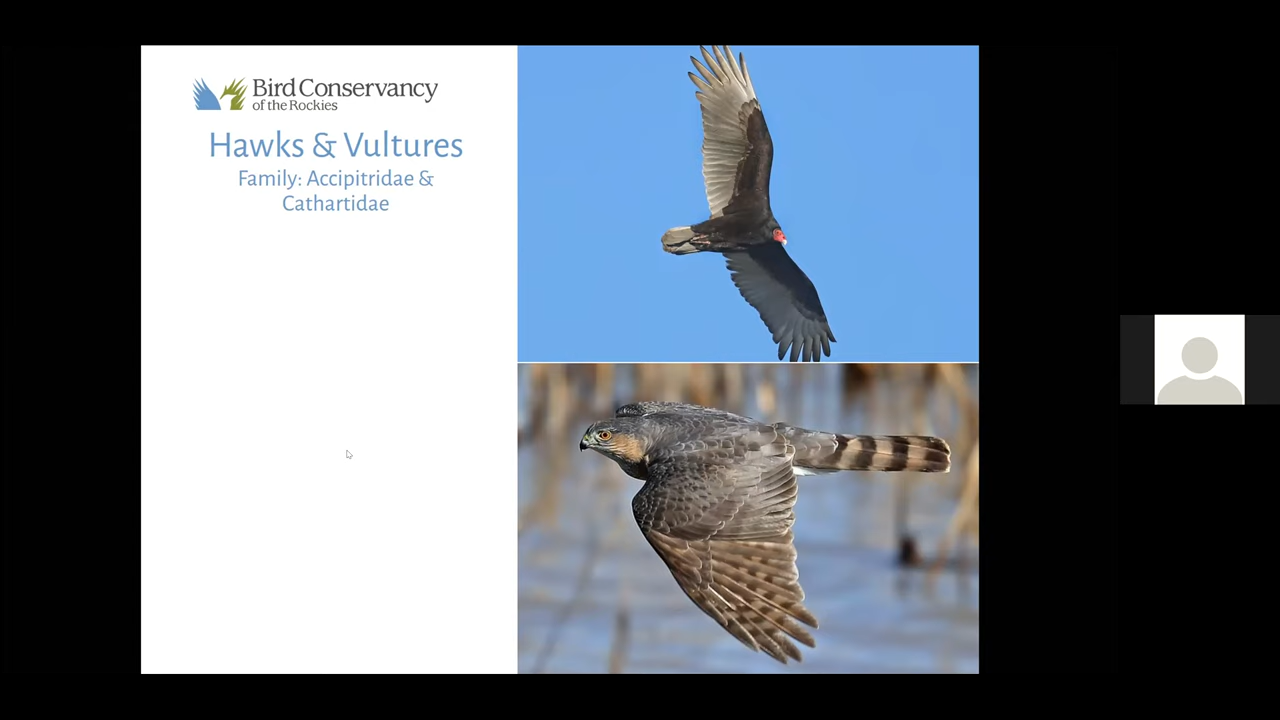 Bird Conservancy
of the Rockies
Hawks & Vultures
Family: Accipitridae &
Cathartidae